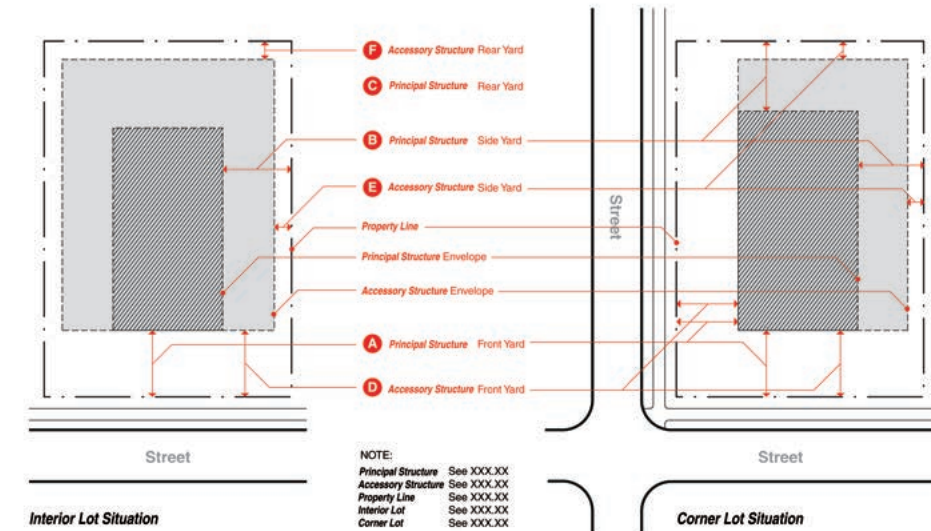 F Accessory Structure Rear Yard
C Principal Structure Rear Yard
B Principal Structure Side Yard
E Accessory Structure Side Yard
Property Line
Principal Structure Envelope
Accessory Structure Envelope
A Principal Structure Front Yard
D Accessory Structure Front Yard
Street
Street
Street
NOTE:
Principal Structure See XXX.XX
Accessory Structure See XXX.XX
Property Line See XXX.XX
Interior Lot See XXX.XX
Corner Lot See XXX.XX
Interior Lot Situation
Corner Lot Situation